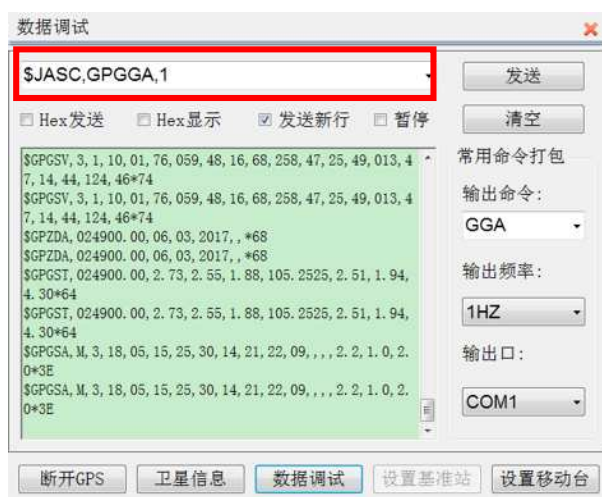 数据调试
$JASC,GPGGA,1
发送
Hex发送 Hex显示 发送新行 暂停
清空
$GPGSV, 3, 1, 10, 01, 76, 059, 48, 16, 68, 258, 47, 25, 49, 013, 4
7, 14, 44, 124, 46*74
$GPGSV, 3, 1, 10, 01, 76, 059, 48, 16, 68, 258, 47, 25, 49, 013, 4
7, 14, 44, 124, 46*74
$GPZDA, 024900.00, 06, 03, 2017, , *68
$GPZDA, 024900.00, 06, 03, 2017, , *68
$GPGST, 024900.00, 2.73, 2.55, 1.88, 105.2525, 2.51, 1.94,
4.30*64
$GPGST, 024900.00, 2.73, 2.55, 1.88, 105.2525, 2.51, 1.94,
4.30*64
$GPGSA, M, 3, 18, 05, 15, 25, 30, 14, 21, 22, 09, , , , 2.2, 1.0, 2.
0*3E
$GPGSA, M, 3, 18, 05, 15, 25, 30, 14, 21, 22, 09, , , , 2.2, 1.0, 2.
0*3E
常用命令打包
输出命令:
GGA
输出频率:
1HZ
输出口:
COM1
断开GPS 卫星信息 数据调试 设置基准站 设置移动台